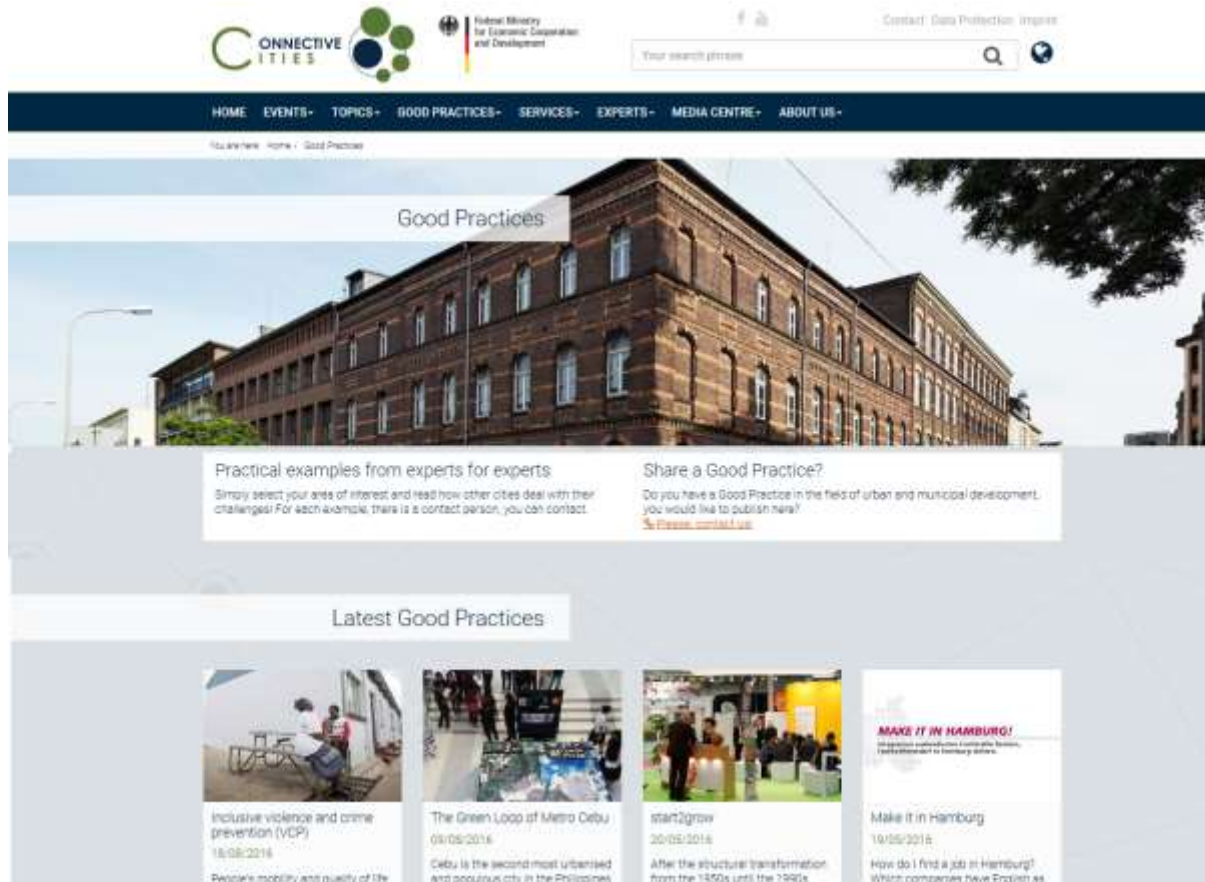 CONNECTIVE
CITIES
Federal Ministry
for Economic Cooperation
and Development
Contact Data Protection Imprint
Your search phrase
HOME EVENTS TOPICS GOOD PRACTICES SERVICES EXPERTS MEDIA CENTRE ABOUT US
You are here: Home / Good Practices
Good Practices
Practical examples from experts for experts
Simply select your area of interest and read how other cities deal with their
challenges! For each example, there is a contact person, you can contact.
Share a Good Practice?
Do you have a Good Practice in the field of urban and municipal development,
you would like to publish here?
Please, contact us!
Latest Good Practices
Inclusive violence and crime
prevention (VCP)
People's mobility and quality of life
The Green Loop of Metro Cebu
Cebu is the second most urbanised
and populous city in the Philippines
start2grow
20/05/2016
After the structural transformation
from the 1950s until the 1990s
MAKE IT IN HAMBURG!
Make it in Hamburg
19/05/2016
How do I find a job in Hamburg?
Which companies have English as